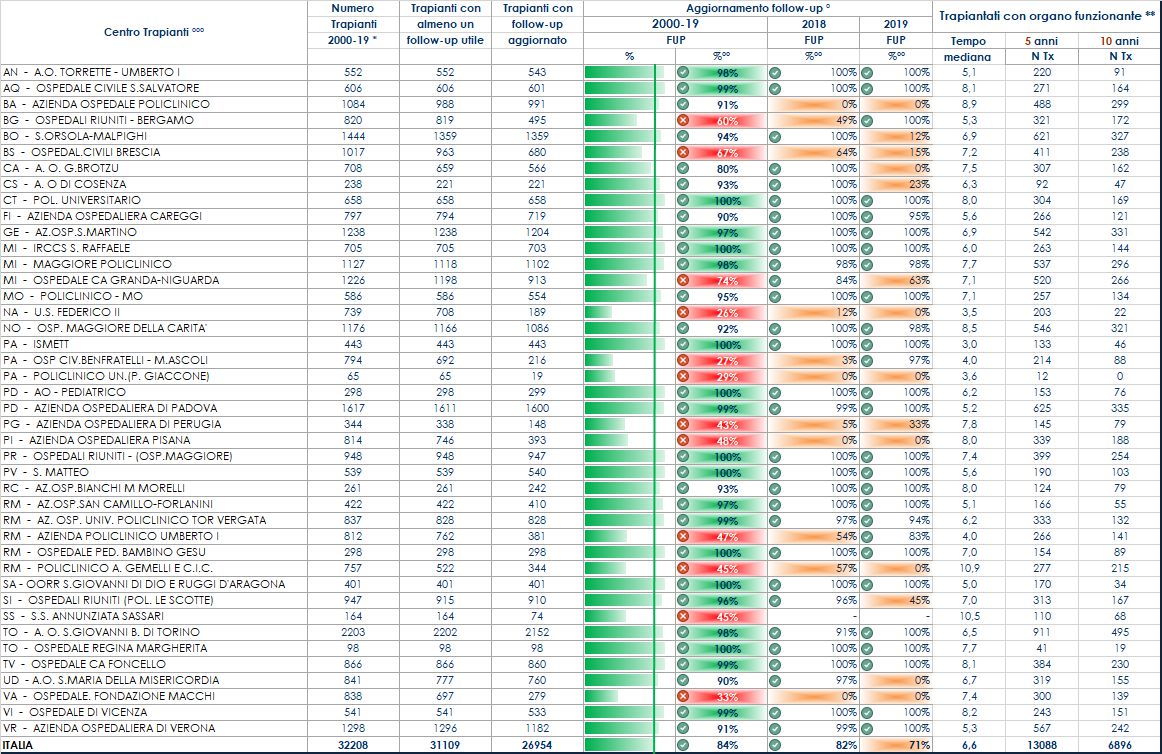 Numero Trapianti con Trapianti con Aggiornamento follow-up °
Centro Trapianti °°° Trapianti almeno un follow-up 2000-19 2018 2019 Trapiantati con organo funzionante **
2000-19 * follow-up utile aggiornato FUP FUP FUP Tempo 5 anni 10 anni
% %°° %°° %°° mediana N Tx N Tx
AN - A.O. TORRETTE - UMBERTO I 552 552 543 98% 100% 100% 5,1 220 91
AQ - OSPEDALE CIVILE S.SALVATORE 606 606 601 99% 100% 100% 8,1 271 164
BA - AZIENDA OSPEDALE POLICLINICO 1084 988 991 91% 0% 0% 8,9 488 299
BG - OSPEDALI RIUNITI - BERGAMO 820 819 495 60% 49% 100% 5,3 321 172
BO - S.ORSOLA-MALPIGHI 1444 1359 1359 94% 100% 12% 6,9 621 327
BS - OSPEDAL.CIVILI BRESCIA 1017 963 680 67% 64% 15% 7,2 411 238
CA - A. O. G.BROTZU 708 659 566 80% 100% 0% 7,5 307 162
CS - A. O DI COSENZA 238 221 221 93% 100% 23% 6,3 92 47
CT - POL. UNIVERSITARIO 658 658 658 100% 100% 100% 8,0 304 169
FI - AZIENDA OSPEDALIERA CAREGGI 797 794 719 90% 100% 95% 5,6 266 121
GE - AZ.OSP.S.MARTINO 1238 1238 1204 97% 100% 100% 6,9 542 331
MI - IRCCS S. RAFFAELE 705 705 703 100% 100% 100% 6,0 263 144
MI - MAGGIORE POLICLINICO 1127 1118 1102 98% 98% 98% 7,7 537 296
MI - OSPEDALE CA GRANDA-NIGUARDA 1226 1198 913 74% 84% 63% 7,1 520 266
MO - POLICLINICO - MO 586 586 554 95% 100% 100% 7,1 257 134
NA - U.S. FEDERICO II 739 708 189 26% 12% 0% 3,5 203 22
NO - OSP. MAGGIORE DELLA CARITA' 1176 1166 1086 92% 100% 98% 8,5 546 321
PA - ISMETT 443 443 443 100% 100% 100% 3,0 133 46
PA - OSP CIV.BENFRATELLI - M.ASCOLI 794 692 216 27% 3% 97% 4,0 214 88
PA - POLICLINICO UN.(P. GIACCONE) 65 65 19 29% 0% 0% 3,6 12 0
PD - AO - PEDIATRICO 298 298 299 100% 100% 100% 6,2 153 76
PD - AZIENDA OSPEDALIERA DI PADOVA 1617 1611 1600 99% 99% 100% 5,2 625 335
PG - AZIENDA OSPEDALIERA DI PERUGIA 344 338 148 43% 5% 33% 7,8 145 79
PI - AZIENDA OSPEDALIERA PISANA 814 746 393 48% 0% 0% 8,0 339 188
PR - OSPEDALI RIUNITI - (OSP.MAGGIORE) 948 948 947 100% 100% 100% 7,4 399 254
PV - S. MATTEO 539 539 540 100% 100% 100% 5,6 190 103
RC - AZ.OSP.BIANCHI M MORELLI 261 261 242 93% 100% 100% 8,0 124 79
RM - AZ.OSP.SAN CAMILLO-FORLANINI 422 422 410 97% 100% 100% 5,1 166 55
RM - AZ. OSP. UNIV. POLICLINICO TOR VERGATA 837 828 828 99% 97% 94% 6,2 333 132
RM - AZIENDA POLICLINICO UMBERTO I 812 762 381 47% 54% 83% 4,0 266 141
RM - OSPEDALE PED. BAMBINO GESU 298 298 298 100% 100% 100% 7,0 154 89
RM - POLICLINICO A. GEMELLI E C.I.C. 757 522 344 45% 57% 0% 10,9 277 215
SA - OORR S.GIOVANNI DI DIO E RUGGI D'ARAGONA 401 401 401 100% 100% 100% 5,0 170 34
SI - OSPEDALI RIUNITI (POL. LE SCOTTE) 947 915 910 96% 96% 45% 7,0 313 167
SS - S.S. ANNUNZIATA SASSARI 164 164 74 45% - - 10,5 110 68
TO - A. O. S.GIOVANNI B. DI TORINO 2203 2202 2152 98% 91% 100% 6,5 911 495
TO - OSPEDALE REGINA MARGHERITA 98 98 98 100% 100% 100% 7,7 41 19
TV - OSPEDALE CA FONCELLO 866 866 860 99% 100% 100% 8,1 384 230
UD - A.O. S.MARIA DELLA MISERICORDIA 841 777 760 90% 97% 0% 6,7 319 155
VA - OSPEDALE. FONDAZIONE MACCHI 838 697 279 33% 0% 0% 7,4 300 139
VI - OSPEDALE DI VICENZA 541 541 533 99% 100% 100% 8,2 243 151
VR - AZIENDA OSPEDALIERA DI VERONA 1298 1296 1182 91% 99% 100% 5,3 567 242
ITALIA 32208 31109 26954 84% 82% 71% 6,6 13088 6896